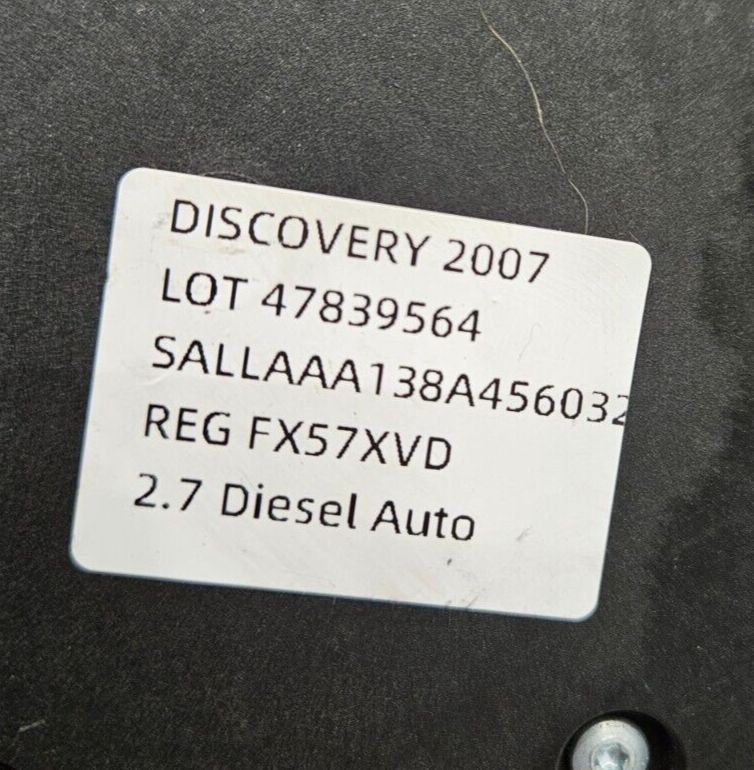 DISCOVERY 2007
LOT 47839564
SALLAAA138A456032
REG FX57XVD
2.7 Diesel Auto